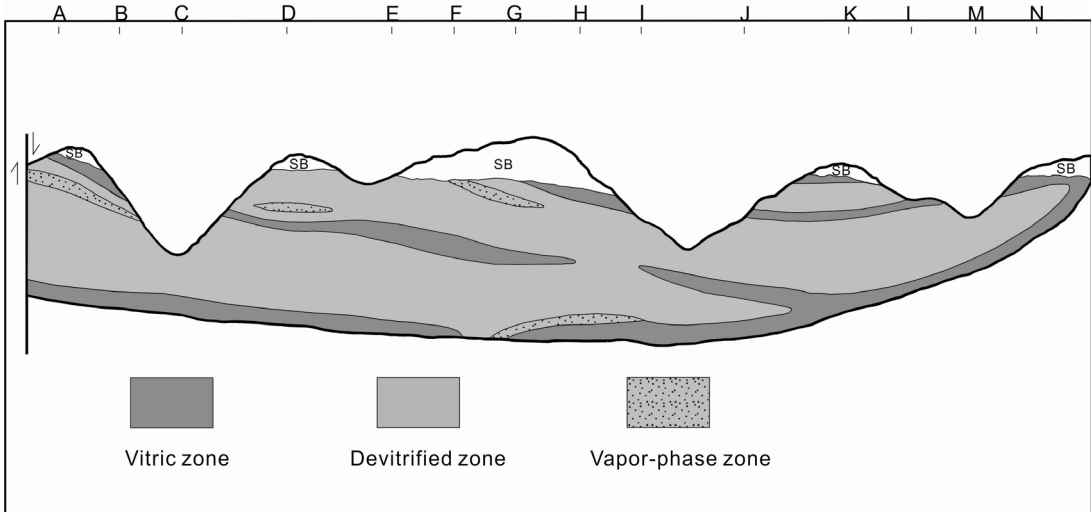 A B C D E F G H I J K I M N
SB
SB
SB
SB
SB
Vitric zone Devitrified zone Vapor-phase zone